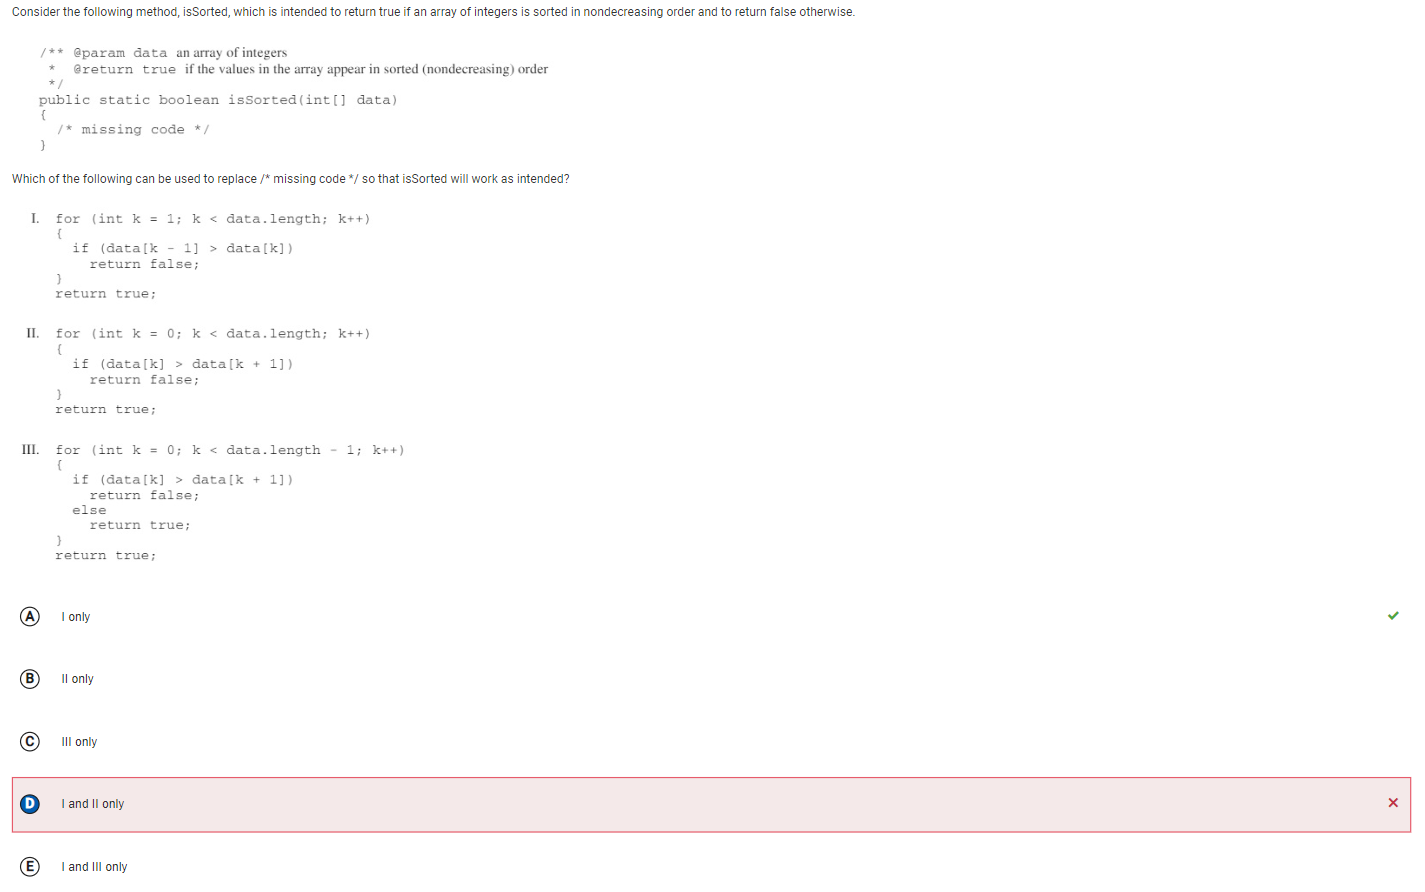 Consider the following method, isSorted, which is intended to return true if an array of integers is sorted in nondecreasing order and to return false otherwise.
/** @param data an array of integers
* @return true if the values in the array appear in sorted (nondecreasing) order
*/
public static boolean isSorted(int[] data)
{
/* missing code */
}
Which of the following can be used to replace /* missing code */ so that isSorted will work as intended?
I. for (int k = 1; k < data.length; k++)
{
if (data[k - 1] > data[k])
return false;
}
return true;
II. for (int k = 0; k < data.length; k++)
{
if (data[k] > data[k + 1])
return false;
}
return true;
III. for (int k = 0; k < data.length - 1; k++)
{
if (data[k] > data[k + 1])
return false;
else
return true;
}
return true;
A I only
B II only
C III only
D I and II only
E I and III only